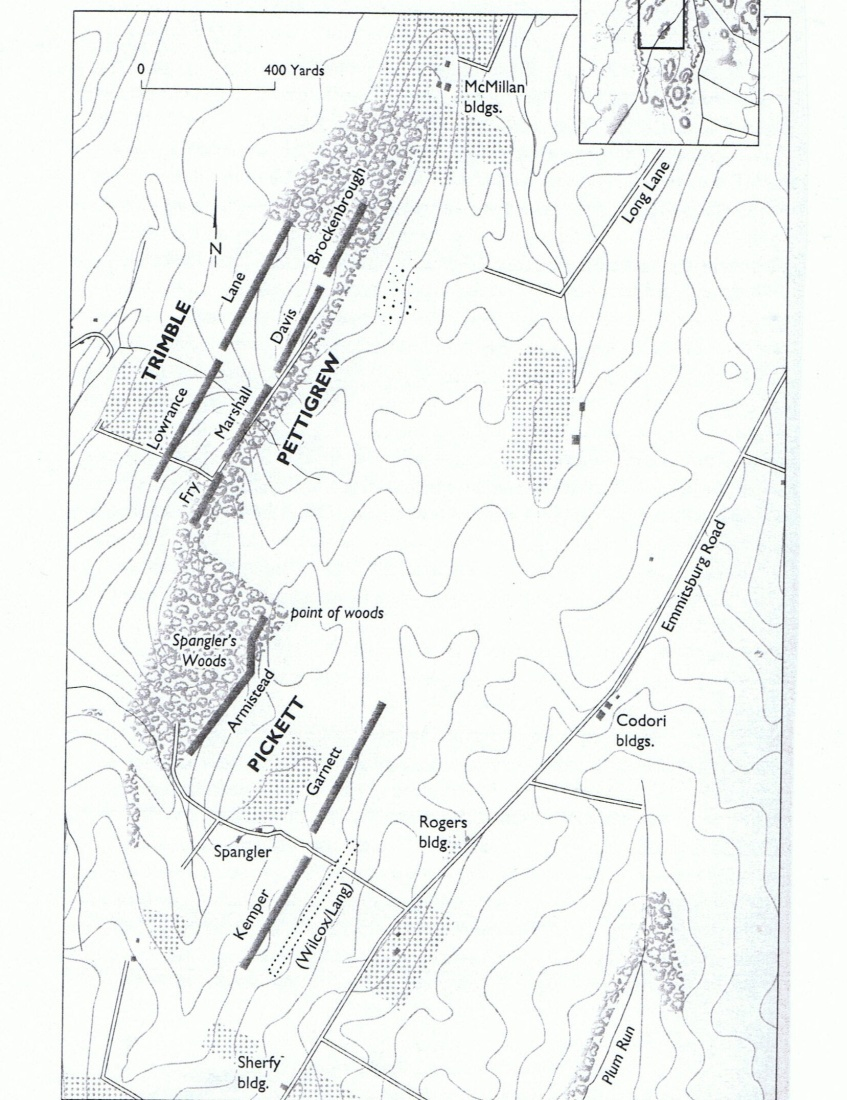 0
400 Yards
McMillan
bldgs.
Long Lane
N
Brockenbrough
Lane
Davis
TRIMBLE
PETTIGREW
Marshall
Lowrance
Fry
Emmitsburg Road
point of woods
Spangler's
Woods
Armistead
PICKETT
Codori
bldgs.
Garnett
Rogers
bldg.
Spangler
Kemper
(Wilcox/Lang)
Plum Run
Sherfy
bldg.